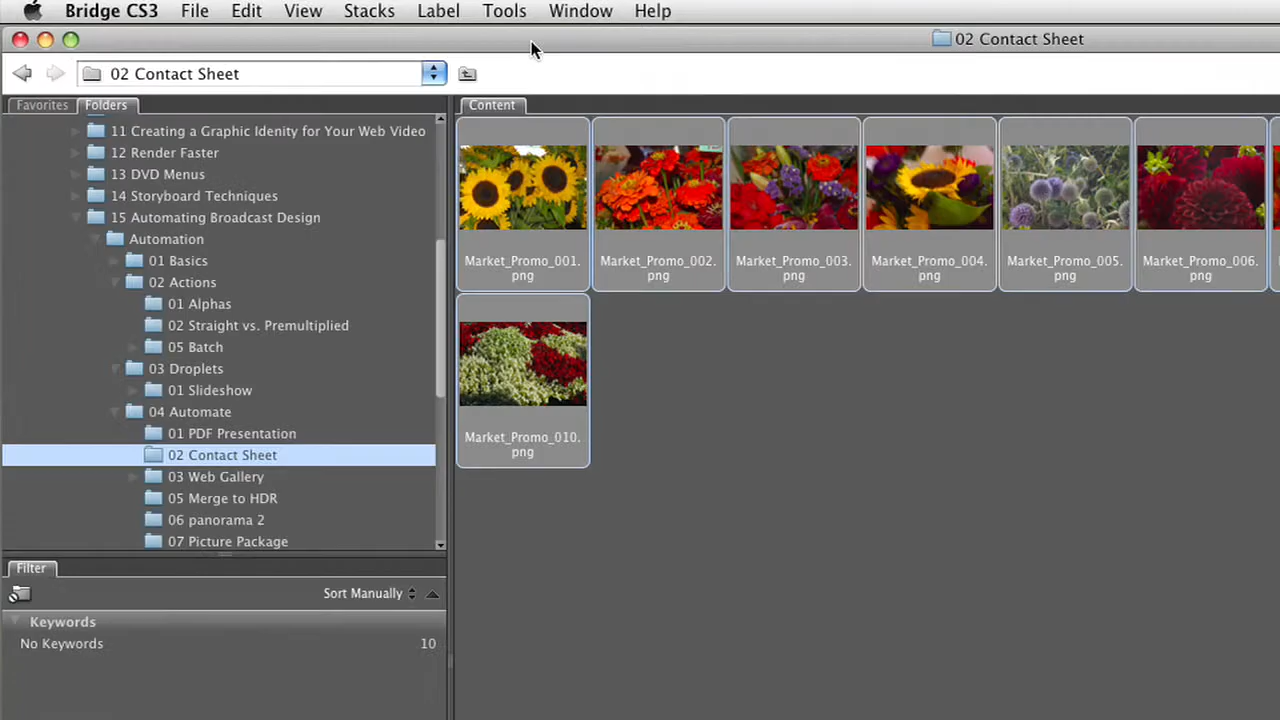 Bridge CS3 File Edit View Stacks Label Tools Window Help
02 Contact Sheet
02 Contact Sheet
Favorites Folders
Content
11 Creating a Graphic Idenity for Your Web Video
12 Render Faster
13 DVD Menus
14 Storyboard Techniques
15 Automating Broadcast Design
Automation
01 Basics
02 Actions
01 Alphas
02 Straight vs. Premultiplied
05 Batch
03 Droplets
01 Slideshow
04 Automate
01 PDF Presentation
02 Contact Sheet
03 Web Gallery
05 Merge to HDR
06 panorama 2
07 Picture Package
Market_Promo_001.
png
Market_Promo_002.
png
Market_Promo_003.
png
Market_Promo_004.
png
Market_Promo_005.
png
Market_Promo_006.
png
Market_Promo_010.
png
Filter
Sort Manually
Keywords
No Keywords 10